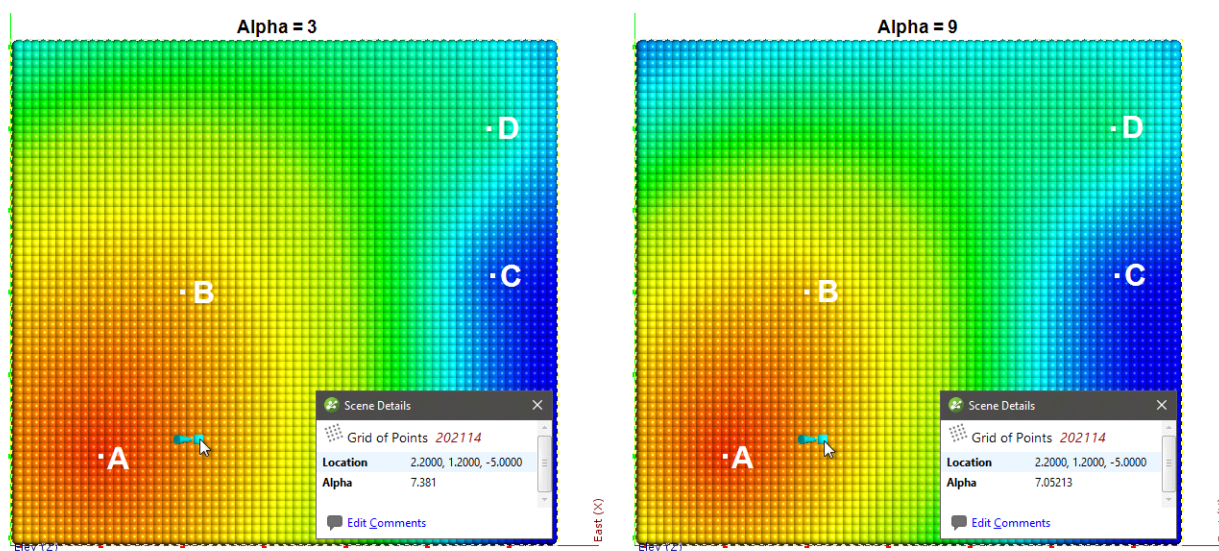 Alpha = 3
D
B
C
A
Scene Details
Grid of Points 202114
Location 2.2000, 1.2000, -5.0000
Alpha 7.381
Edit Comments
East (X)
Elev (Z)
Alpha = 9
D
B
C
A
Scene Details
Grid of Points 202114
Location 2.2000, 1.2000, -5.0000
Alpha 7.05213
Edit Comments
Elev (Z)